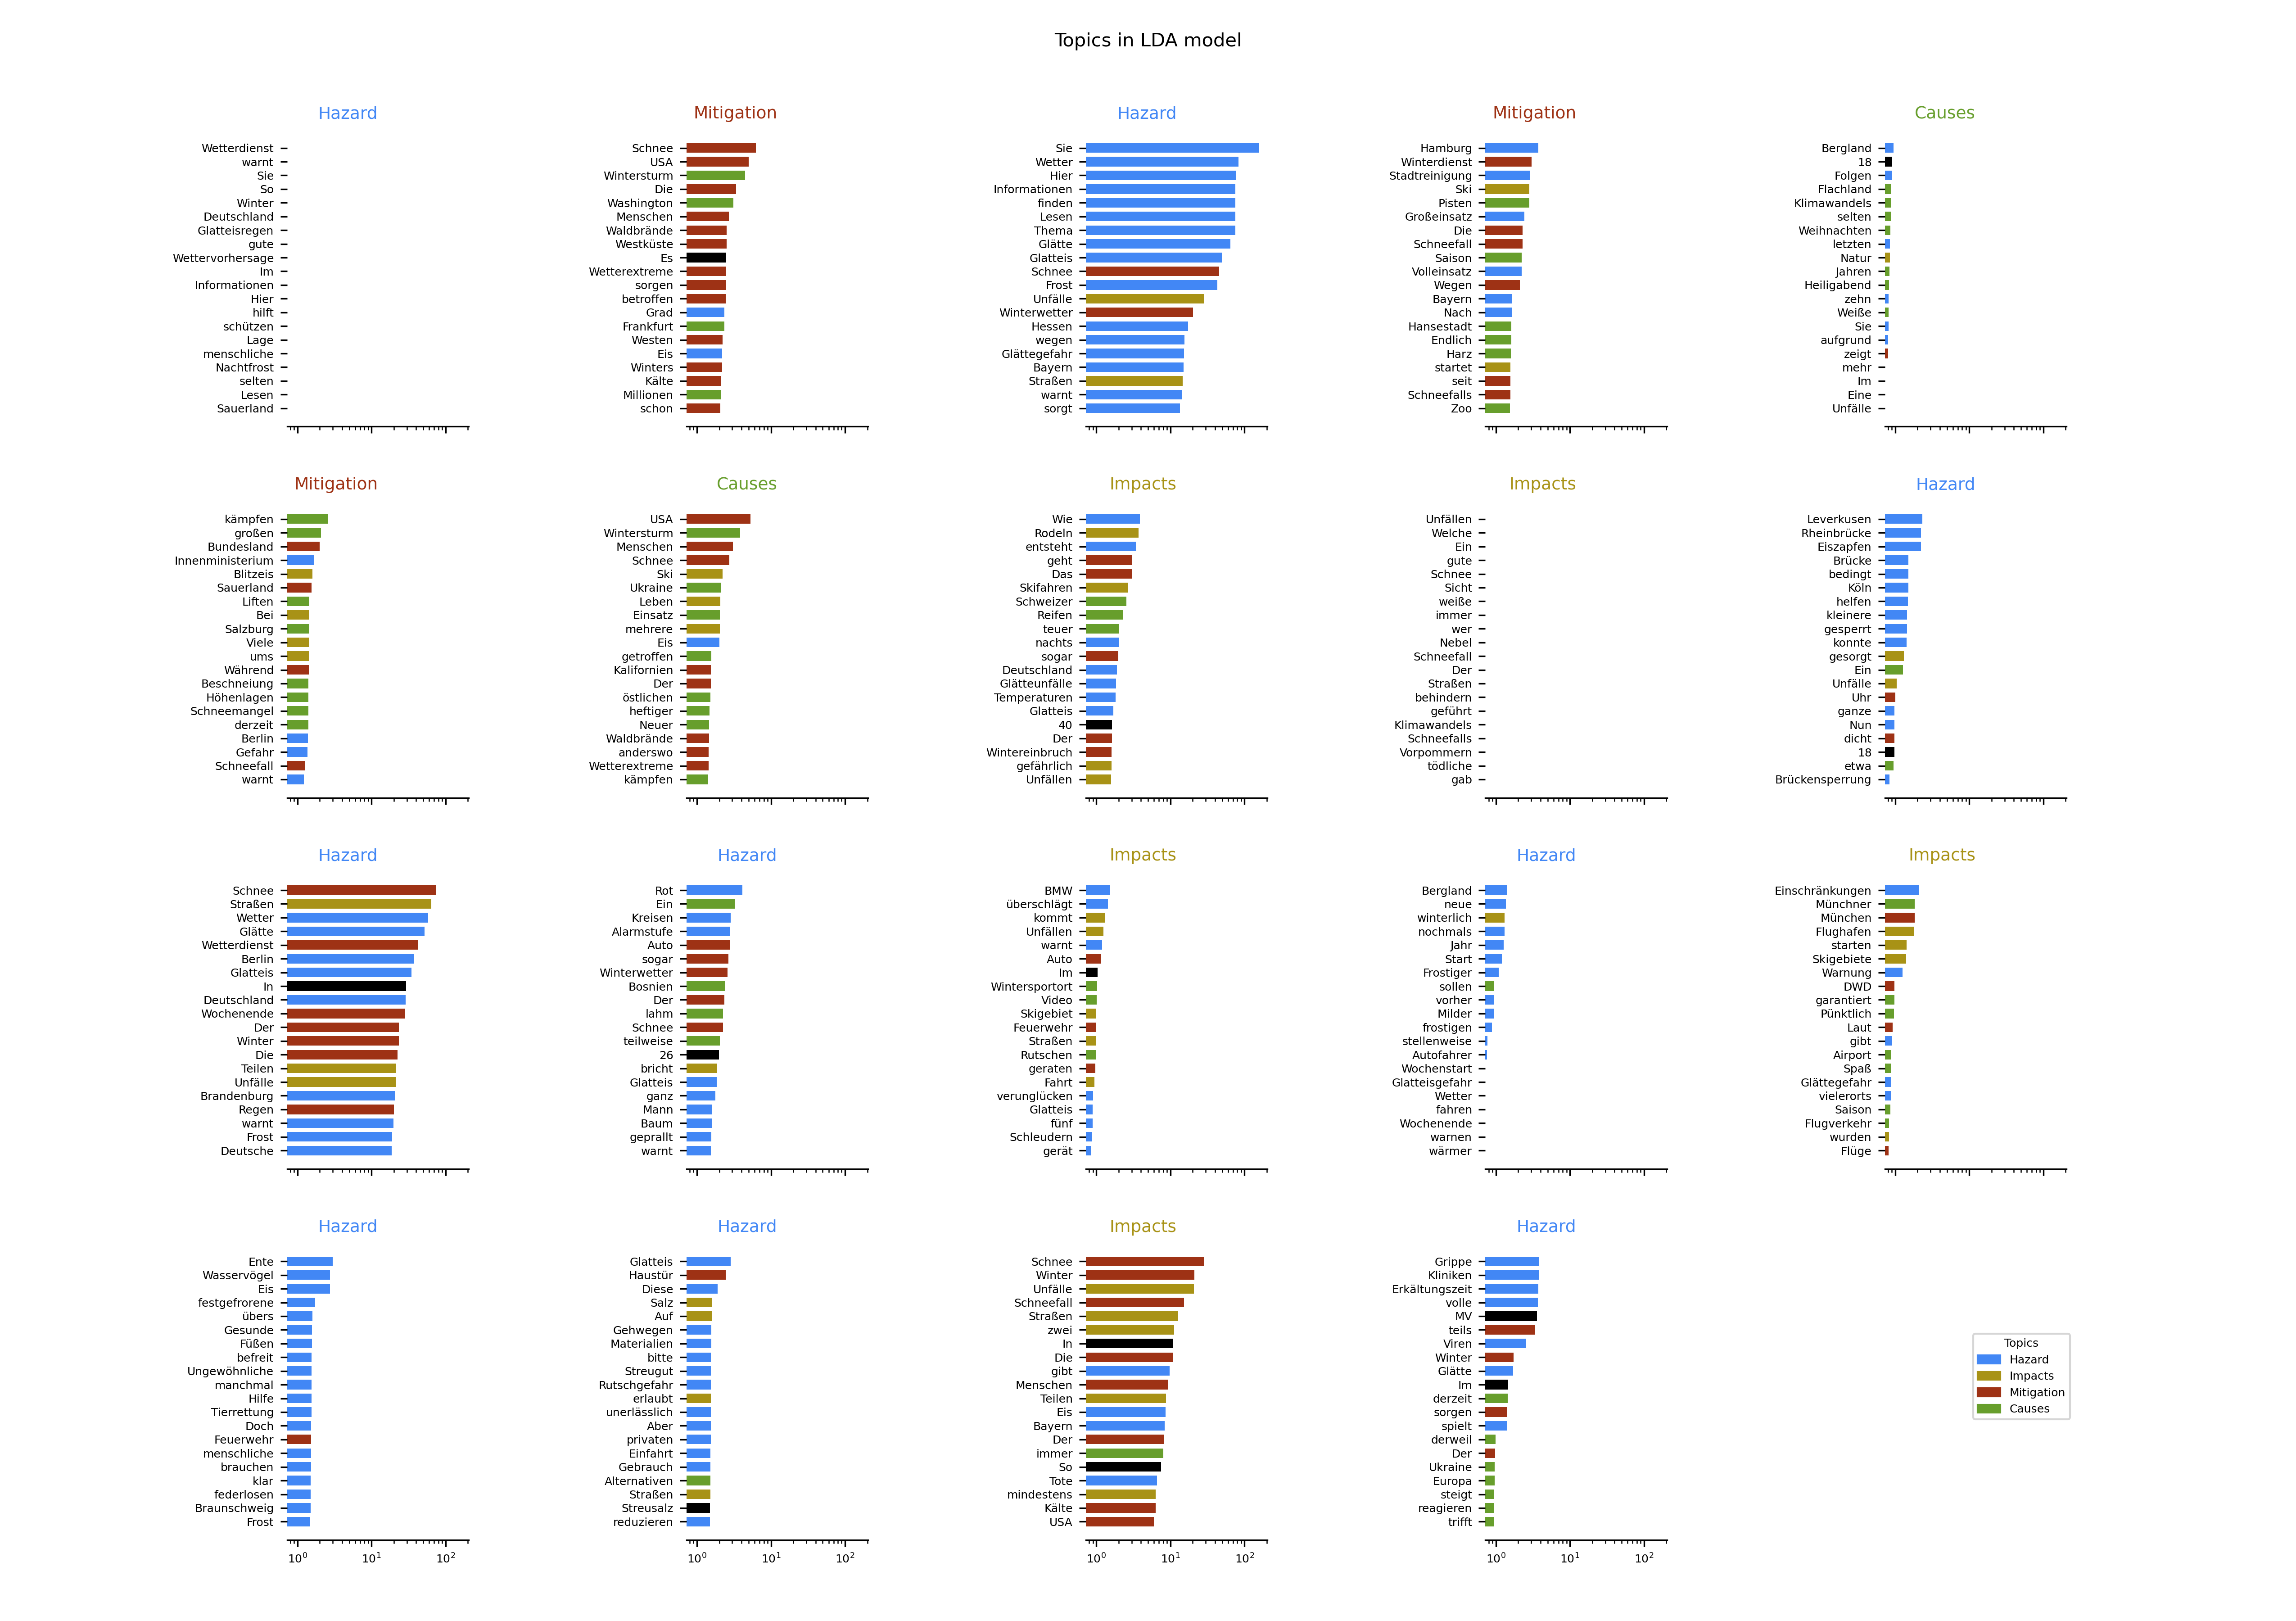 Topics in LDA model
Hazard
Wetterdienst
warnt
Sie
So
Winter
Deutschland
Glatteisregen
gute
Wettervorhersage
Im
Informationen
Hier
hilft
schützen
Lage
menschliche
Nachtfrost
selten
Lesen
Sauerland
Mitigation
Schnee
USA
Wintersturm
Die
Washington
Menschen
Waldbrände
Westküste
Es
Wetterextreme
sorgen
betroffen
Grad
Frankfurt
Westen
Eis
Winters
Kälte
Millionen
schon
Hazard
Sie
Wetter
Hier
Informationen
finden
Lesen
Thema
Glätte
Glatteis
Schnee
Frost
Unfälle
Winterwetter
Hessen
wegen
Glättegefahr
Bayern
Straßen
warnt
sorgt
Mitigation
Hamburg
Winterdienst
Stadtreinigung
Ski
Pisten
Großeinsatz
Die
Schneefall
Saison
Volleinsatz
Wegen
Bayern
Nach
Hansestadt
Endlich
Harz
startet
seit
Schneefalls
Zoo
Causes
Bergland
18
Folgen
Flachland
Klimawandels
selten
Weihnachten
letzten
Natur
Jahren
Heiligabend
zehn
Weiße
Sie
aufgrund
zeigt
mehr
Im
Eine
Unfälle
Mitigation
kämpfen
großen
Bundesland
Innenministerium
Blitzeis
Sauerland
Liften
Bei
Salzburg
Viele
ums
Während
Beschneiung
Höhenlagen
Schneemangel
derzeit
Berlin
Gefahr
Schneefall
warnt
Causes
USA
Wintersturm
Menschen
Schnee
Ski
Ukraine
Leben
Einsatz
mehrere
Eis
getroffen
Kalifornien
Der
östlichen
heftiger
Neuer
Waldbrände
anderswo
Wetterextreme
kämpfen
Impacts
Wie
Rodeln
entsteht
geht
Das
Skifahren
Schweizer
Reifen
teuer
nachts
sogar
Deutschland
Glätteunfälle
Temperaturen
Glatteis
40
Der
Wintereinbruch
gefährlich
Unfällen
Impacts
Unfällen
Welche
Ein
gute
Schnee
Sicht
weiße
immer
wer
Nebel
Schneefall
Der
Straßen
behindern
geführt
Klimawandels
Schneefalls
Vorpommern
tödliche
gab
Hazard
Leverkusen
Rheinbrücke
Eiszapfen
Brücke
bedingt
Köln
helfen
kleinere
gesperrt
konnte
gesorgt
Ein
Unfälle
Uhr
ganze
Nun
dicht
18
etwa
Brückensperrung
Hazard
Schnee
Straßen
Wetter
Glätte
Wetterdienst
Berlin
Glatteis
In
Deutschland
Wochenende
Der
Winter
Die
Teilen
Unfälle
Brandenburg
Regen
warnt
Frost
Deutsche
Hazard
Rot
Ein
Kreisen
Alarmstufe
Auto
sogar
Winterwetter
Bosnien
Der
lahm
Schnee
teilweise
26
bricht
Glatteis
ganz
Mann
Baum
geprallt
warnt
Impacts
BMW
überschlägt
kommt
Unfällen
warnt
Auto
Im
Wintersportort
Video
Skigebiet
Feuerwehr
Straßen
Rutschen
geraten
Fahrt
verunglücken
Glatteis
fünf
Schleudern
gerät
Hazard
Bergland
neue
winterlich
nochmals
Jahr
Start
Frostiger
sollen
vorher
Milder
frostigen
stellenweise
Autofahrer
Wochenstart
Glatteisgefahr
Wetter
fahren
Wochenende
warnen
wärmer
Impacts
Einschränkungen
Münchner
München
Flughafen
starten
Skigebiete
Warnung
DWD
garantiert
Pünktlich
Laut
gibt
Airport
Spaß
Glättegefahr
vielerorts
Saison
Flugverkehr
wurden
Flüge
Hazard
Ente
Wasservögel
Eis
festgefrorene
übers
Gesunde
Füßen
befreit
Ungewöhnliche
manchmal
Hilfe
Tierrettung
Doch
Feuerwehr
menschliche
brauchen
klar
federlosen
Braunschweig
Frost
10⁰ 10¹ 10²
Hazard
Glatteis
Haustür
Diese
Salz
Auf
Gehwegen
Materialien
bitte
Streugut
Rutschgefahr
erlaubt
unerlässlich
Aber
privaten
Einfahrt
Gebrauch
Alternativen
Straßen
Streusalz
reduzieren
10⁰ 10¹ 10²
Impacts
Schnee
Winter
Unfälle
Schneefall
Straßen
zwei
In
Die
gibt
Menschen
Teilen
Eis
Bayern
Der
immer
So
Tote
mindestens
Kälte
USA
10⁰ 10¹ 10²
Hazard
Grippe
Kliniken
Erkältungszeit
volle
MV
teils
Viren
Winter
Glätte
Im
derzeit
sorgen
spielt
derweil
Der
Ukraine
Europa
steigt
reagieren
trifft
10⁰ 10¹ 10²
Topics
Hazard
Impacts
Mitigation
Causes